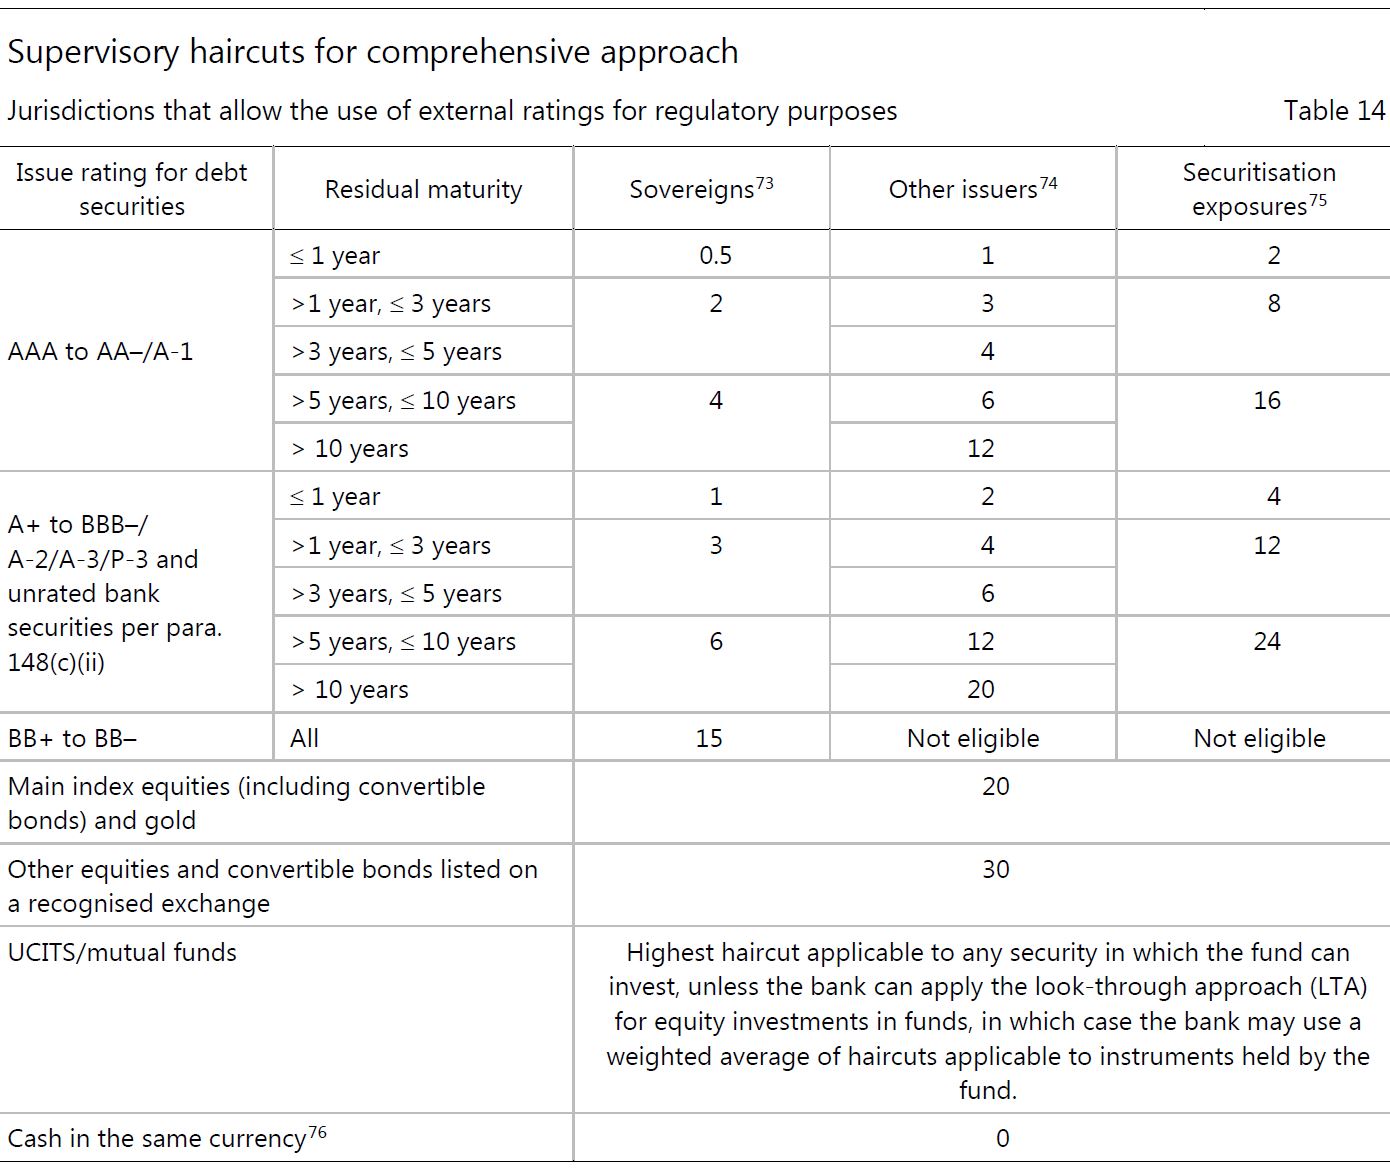 Supervisory haircuts for comprehensive approach
Jurisdictions that allow the use of external ratings for regulatory purposes Table 14
Issue rating for debt
securities
Residual maturity
Sovereigns73
Other issuers74
Securitisation
exposures75
AAA to AA–/A-1
≤ 1 year 0.5 1 2
>1 year, ≤ 3 years 2 3 8
>3 years, ≤ 5 years 4
>5 years, ≤ 10 years 4 6 16
> 10 years 12
A+ to BBB–/
A-2/A-3/P-3 and
unrated bank
securities per para.
148(c)(ii)
≤ 1 year 1 2 4
>1 year, ≤ 3 years 3 4 12
>3 years, ≤ 5 years 6
>5 years, ≤ 10 years 6 12 24
> 10 years 20
BB+ to BB– All 15 Not eligible Not eligible
Main index equities (including convertible
bonds) and gold
20
Other equities and convertible bonds listed on
a recognised exchange
30
UCITS/mutual funds
Highest haircut applicable to any security in which the fund can
invest, unless the bank can apply the look-through approach (LTA)
for equity investments in funds, in which case the bank may use a
weighted average of haircuts applicable to instruments held by the
fund.
Cash in the same currency76 0